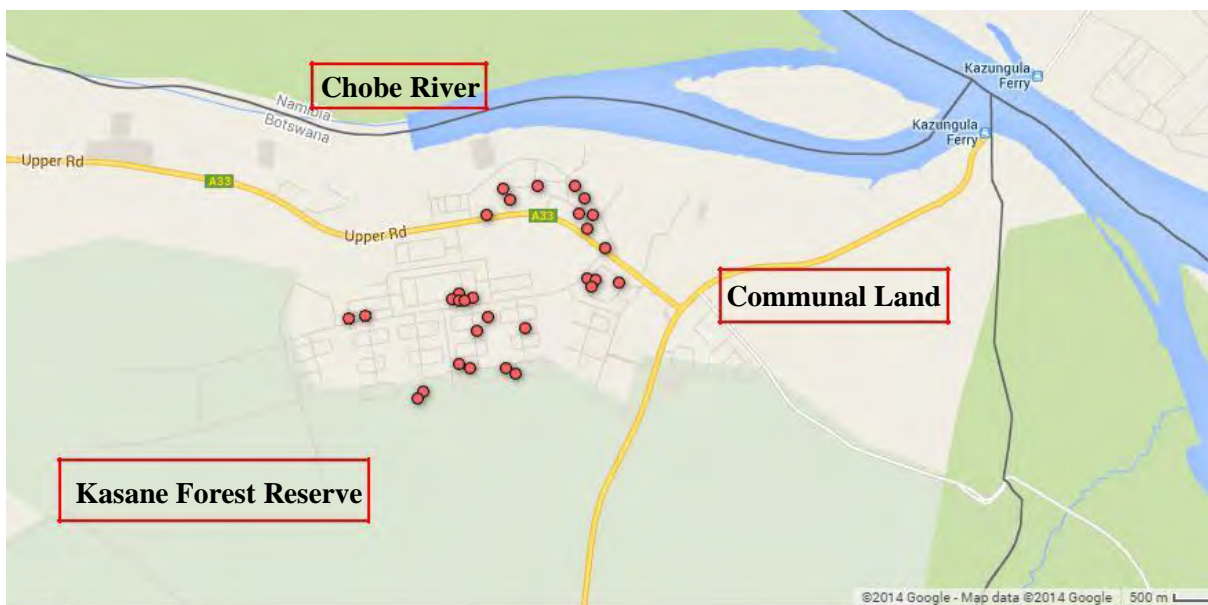 Chobe River
Kazungula
Ferry
Namibia
Botswana
Kazungula
Ferry
Upper Rd
A33
A33
Upper Rd
Communal Land
Kasane Forest Reserve
©2014 Google - Map data ©2014 Google
500 m